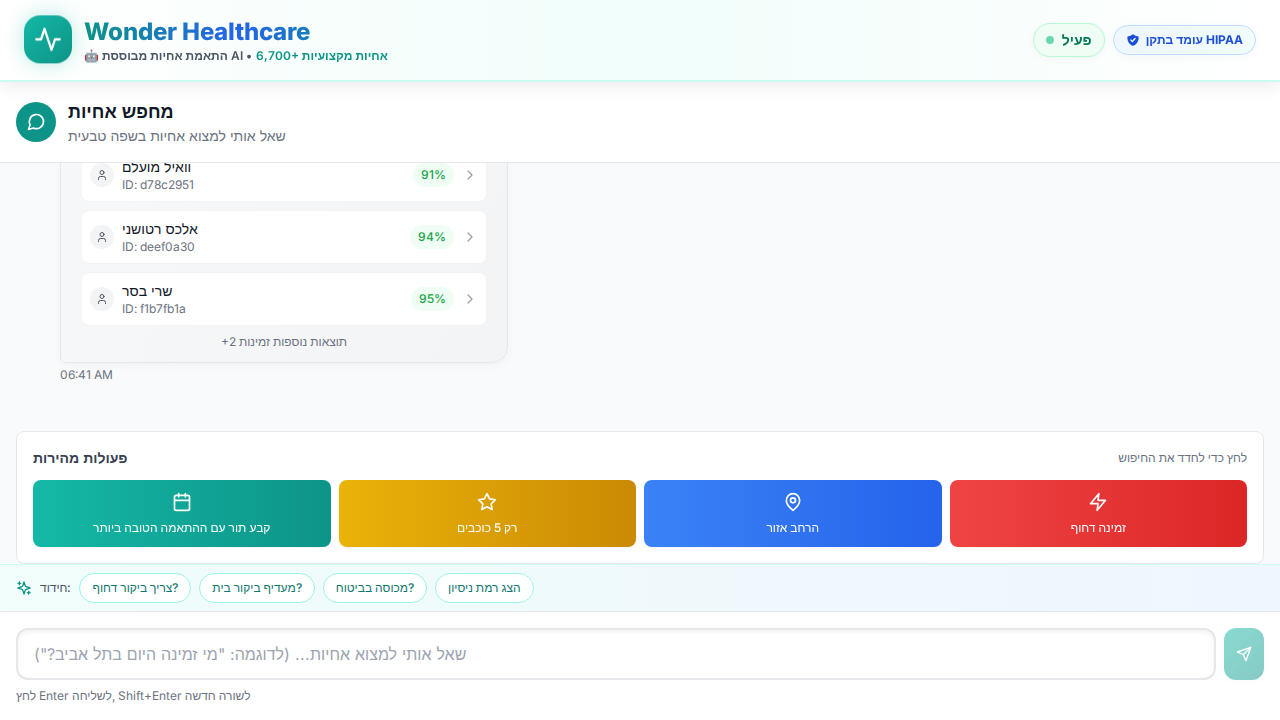 Wonder Healthcare
🤖 התאמת אחיות מבוססת AI • 6,700+ אחיות מקצועיות
פעיל
HIPAA עומד בתקן
מחפש אחיות
שאל אותי למצוא אחיות בשפה טבעית
וואיל מועלם
ID: d78c2951
91%
אלכס רטושני
ID: deef0a30
94%
שרי בסר
ID: f1b7fb1a
95%
+2 תוצאות נוספות זמינות
06:41 AM
פעולות מהירות
לחץ כדי לחדד את החיפוש
קבע תור עם ההתאמה הטובה ביותר
רק 5 כוכבים
הרחב אזור
זמינה דחוף
חידוד:
צריך ביקור דחוף?
מעדיף ביקור בית?
מכוסה בביטוח?
הצג רמת ניסיון
שאל אותי למצוא אחיות... (לדוגמה: "מי זמינה היום בתל אביב?")
לחץ Enter לשליחה, Shift+Enter לשורה חדשה